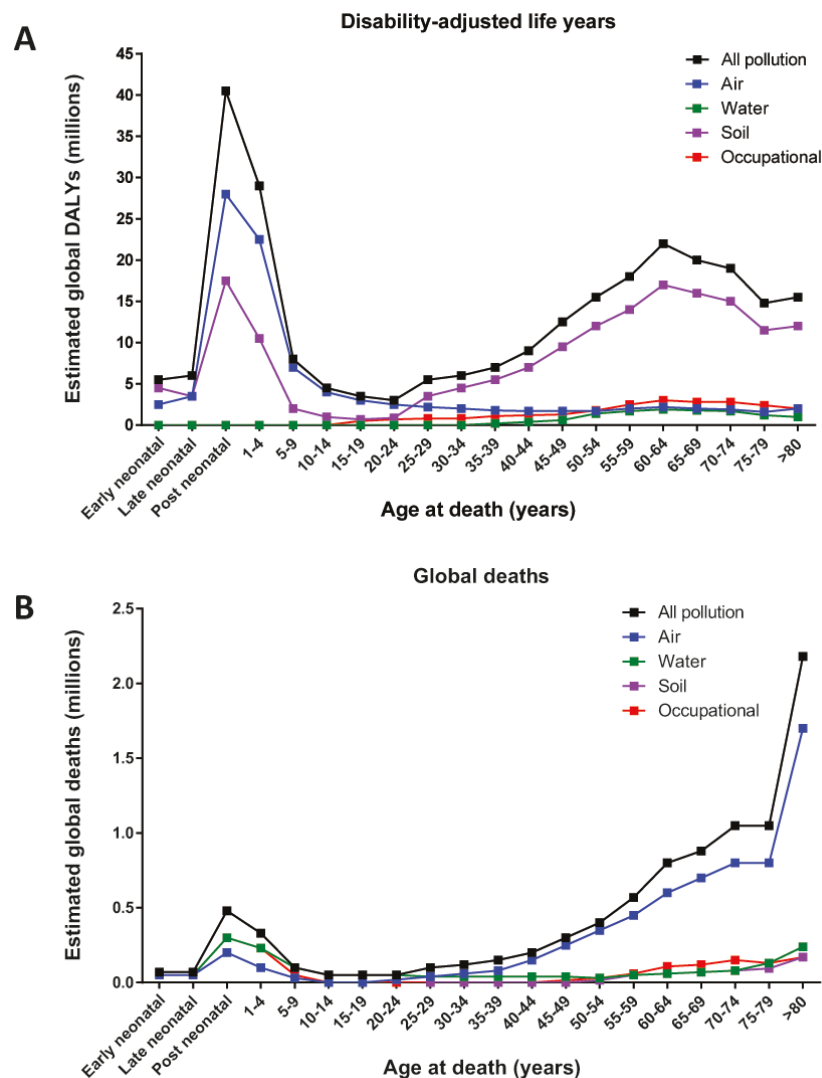 A
Disability-adjusted life years
Estimated global DALYs (millions)
45
40
35
30
25
20
15
10
5
0
All pollution
Air
Water
Soil
Occupational
Early neonatal
Late neonatal
Post neonatal
1-4
5-9
10-14
15-19
20-24
25-29
30-34
35-39
40-44
45-49
50-54
55-59
60-64
65-69
70-74
75-79
>80
Age at death (years)
B
Global deaths
Estimated global deaths (millions)
2.5
2.0
1.5
1.0
0.5
0.0
All pollution
Air
Water
Soil
Occupational
Early neonatal
Late neonatal
Post neonatal
1-4
5-9
10-14
15-19
20-24
25-29
30-34
35-39
40-44
45-49
50-54
55-59
60-64
65-69
70-74
75-79
>80
Age at death (years)